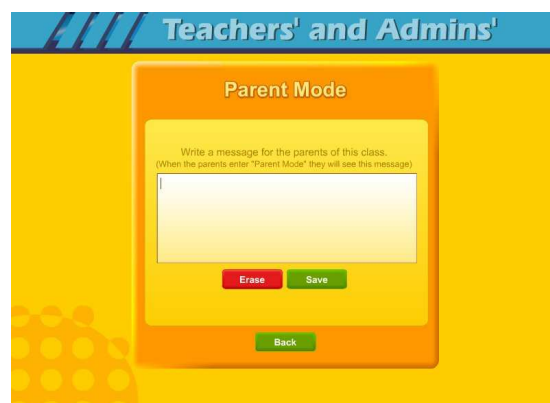 Teachers' and Admins'
Parent Mode
Write a message for the parents of this class.
(When the parents enter "Parent Mode" they will see this message)
Erase
Save
Back